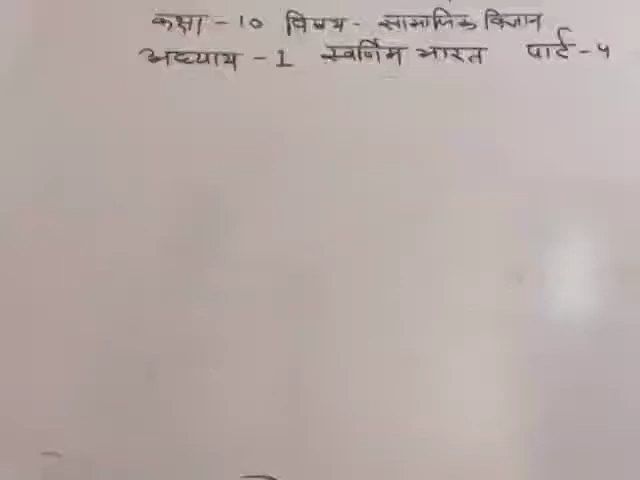 कक्षा - 10 विषय - सामाजिक विज्ञान
अध्याय - 1 स्वर्णिम भारत पार्ट - 4